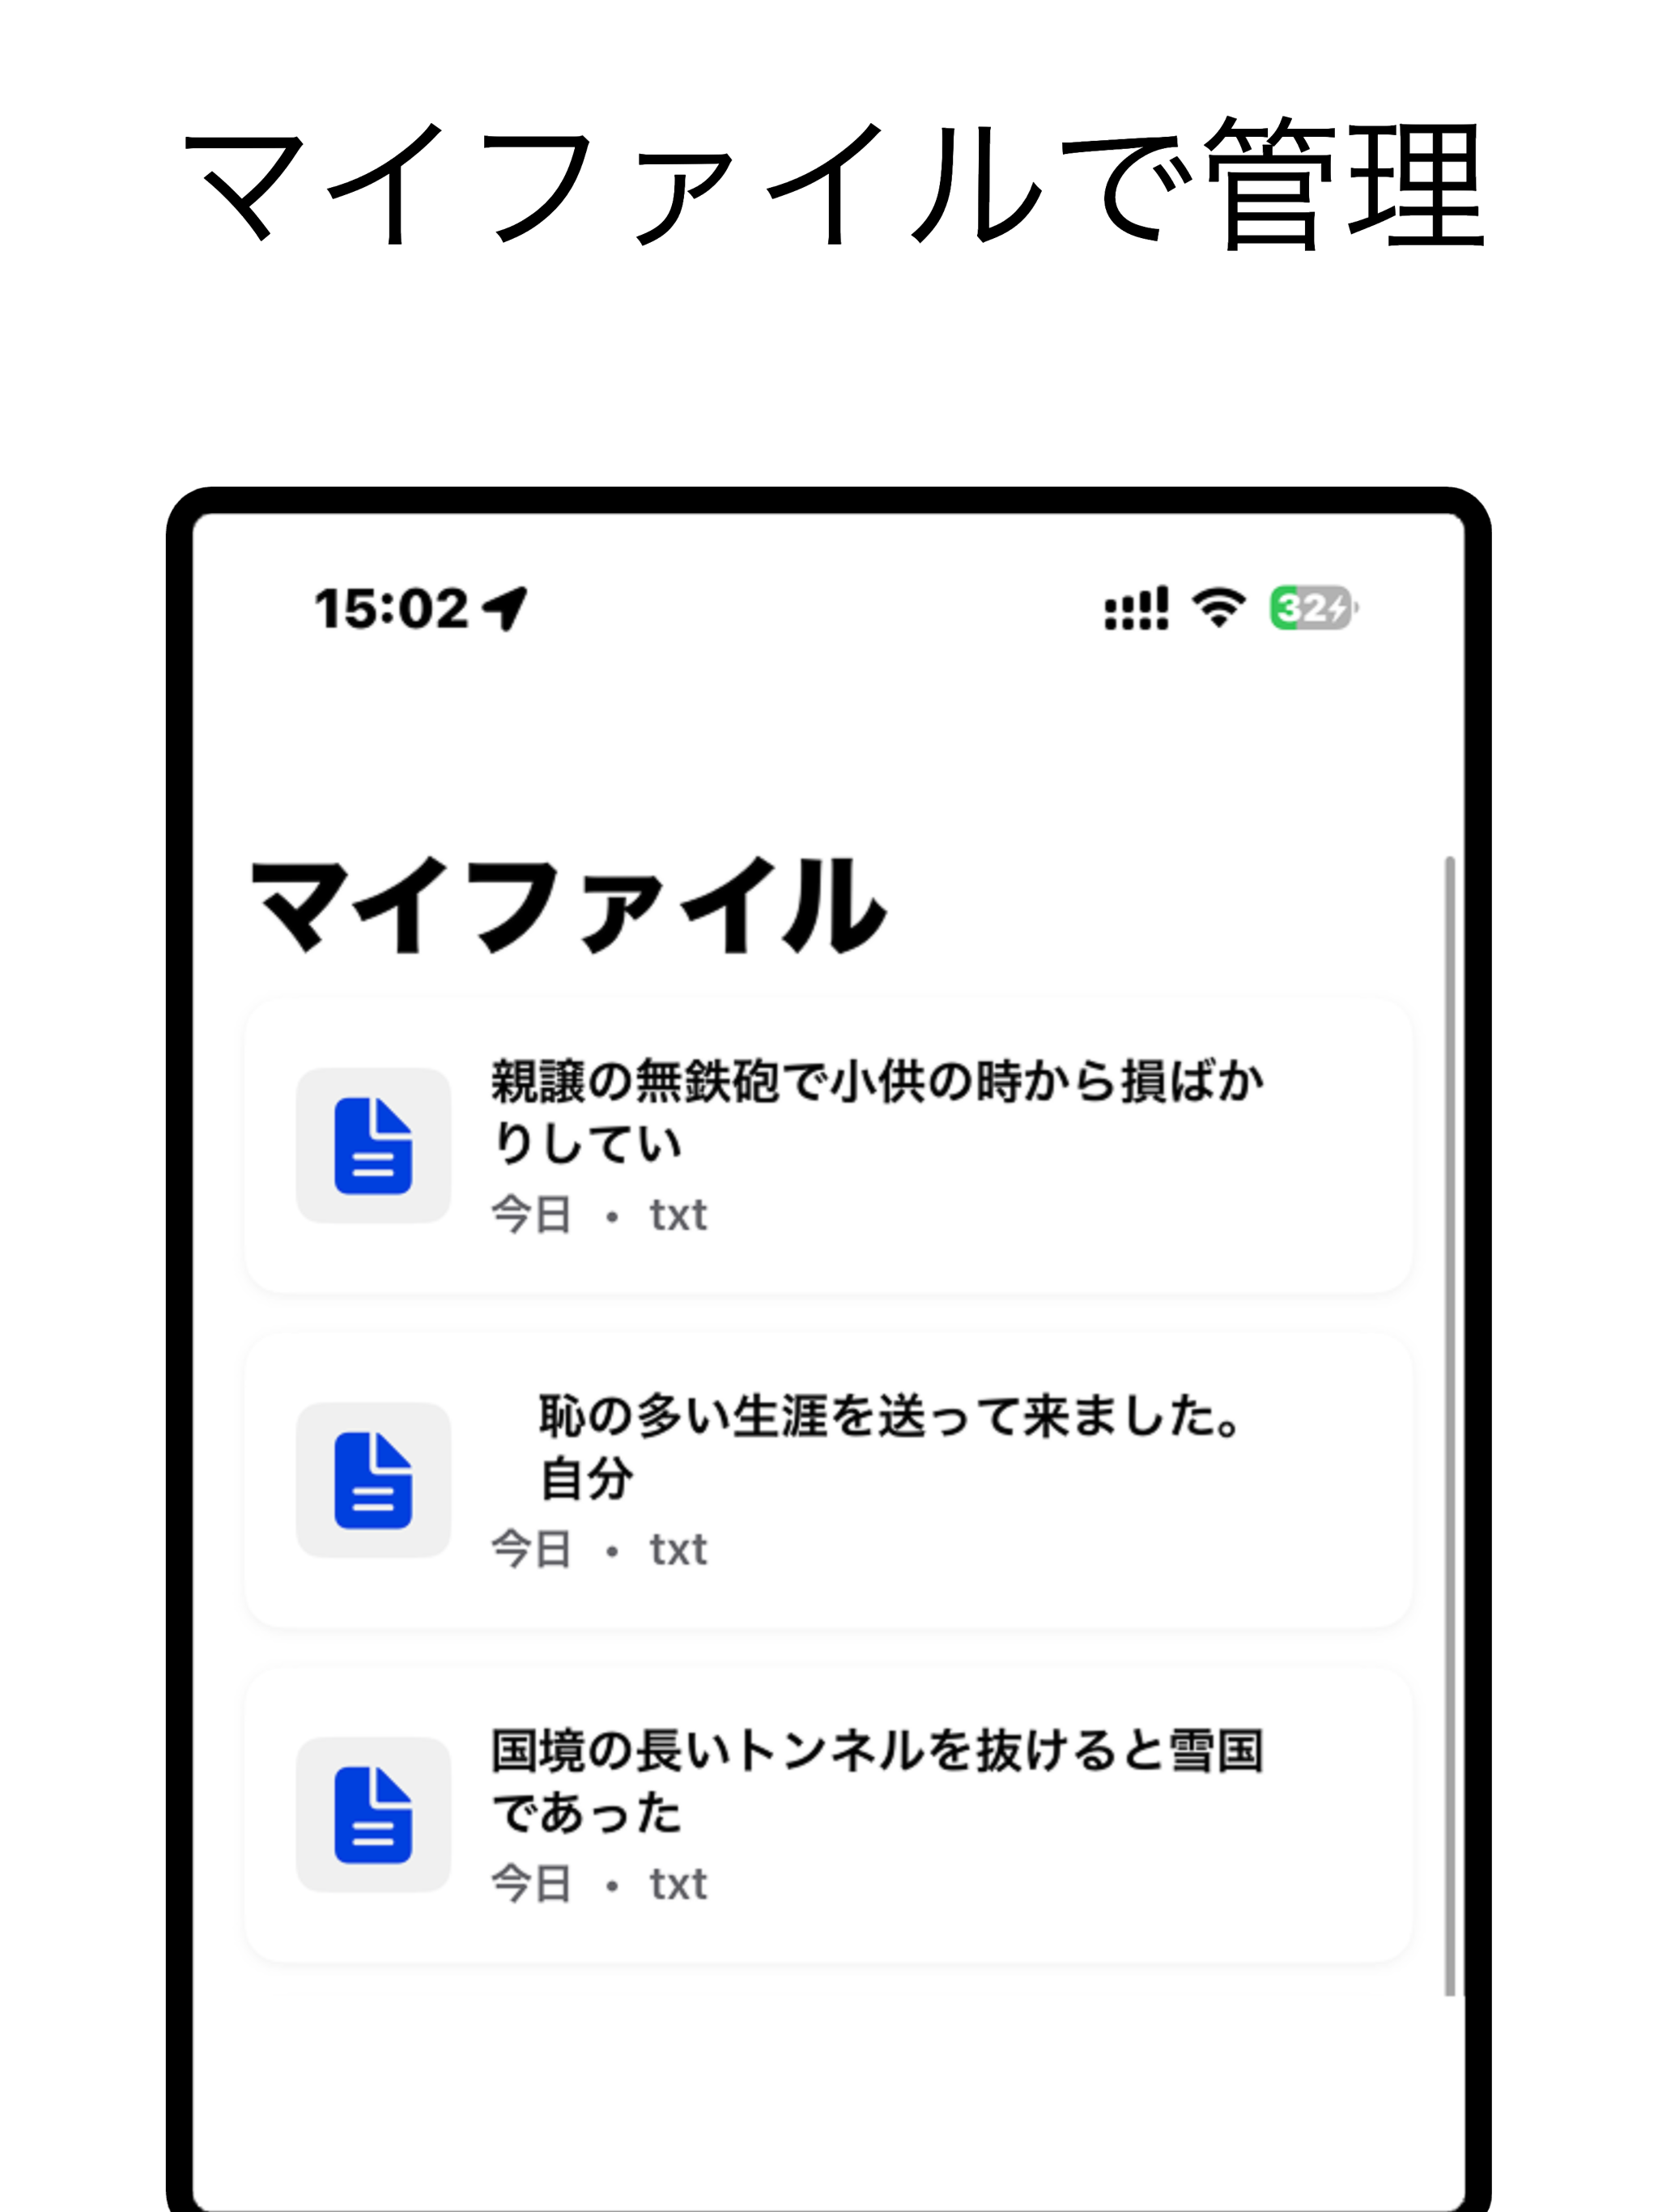 マイファイルで管理
15:02
32
マイファイル
親譲の無鉄砲で小供の時から損ばか
りしてい
今日 • txt
恥の多い生涯を送って来ました。
自分
今日 • txt
国境の長いトンネルを抜けると雪国
であった
今日 • txt